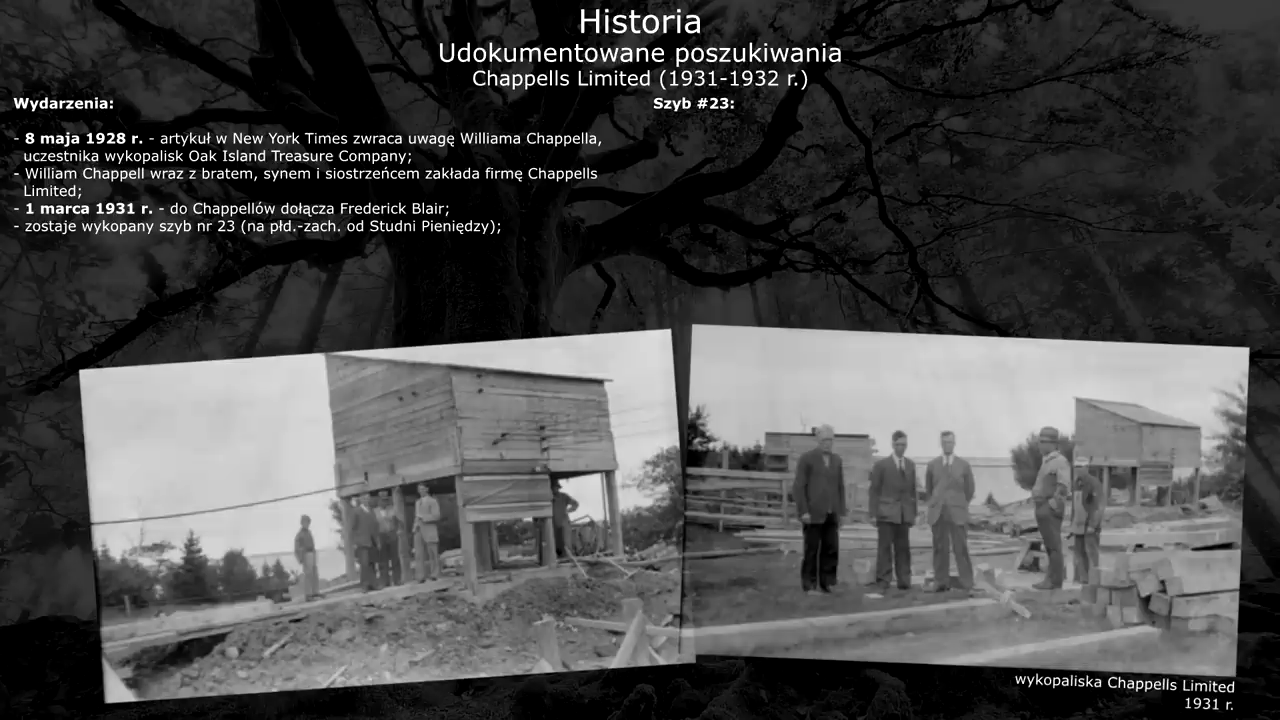 Historia
Udokumentowane poszukiwania
Chappells Limited (1931-1932 r.)
Wydarzenia:
- 8 maja 1928 r. - artykuł w New York Times zwraca uwagę Williama Chappella,
uczestnika wykopalisk Oak Island Treasure Company;
- William Chappell wraz z bratem, synem i siostrzeńcem zakłada firmę Chappells
Limited;
- 1 marca 1931 r. - do Chappellów dołącza Frederick Blair;
- zostaje wykopany szyb nr 23 (na płd.-zach. od Studni Pieniędzy);
Szyb #23:
wykopaliska Chappells Limited
1931 r.